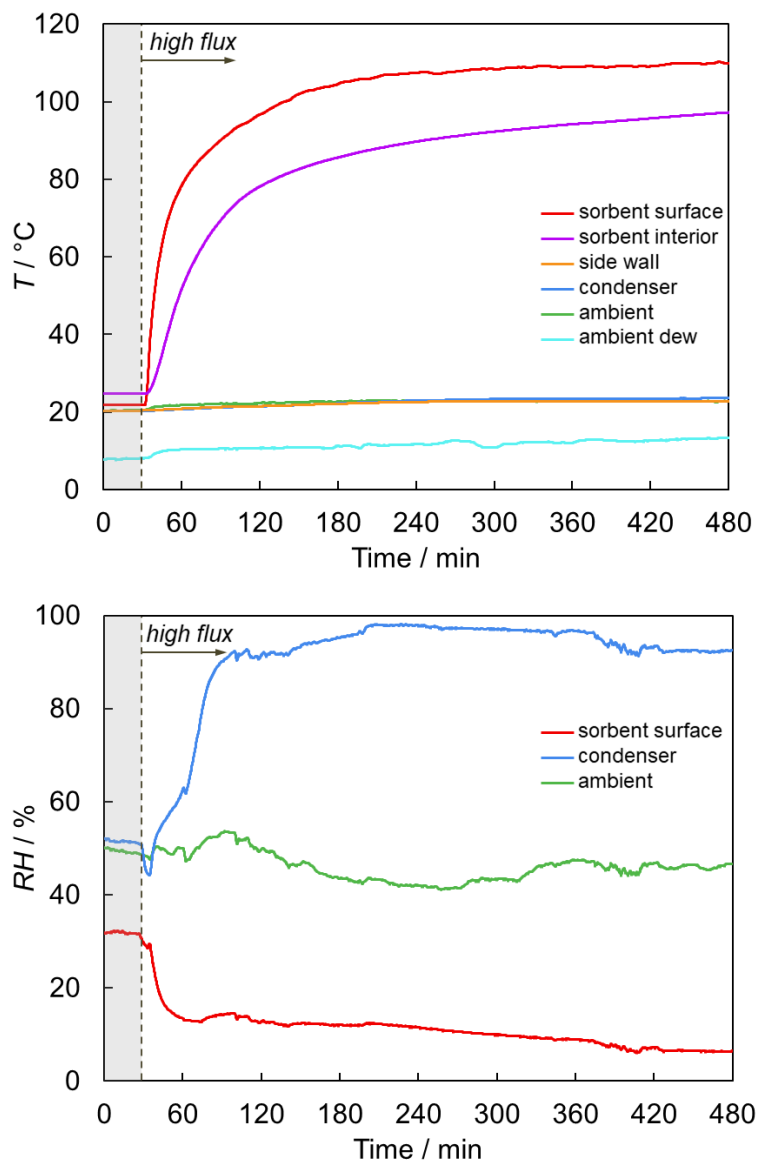 120
high flux
100
80
60
40
20
0
T / °C
sorbent surface
sorbent interior
side wall
condenser
ambient
ambient dew
0 60 120 180 240 300 360 420 480
Time / min
100
high flux
80
60
40
20
0
RH / %
sorbent surface
condenser
ambient
0 60 120 180 240 300 360 420 480
Time / min